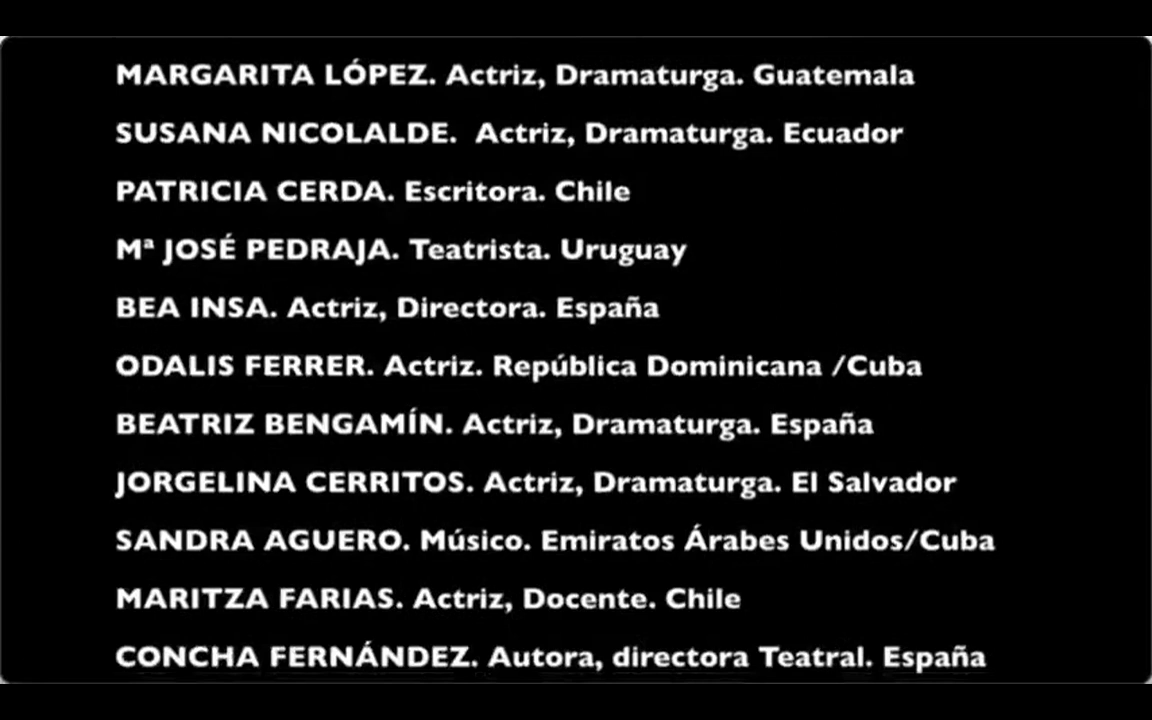 MARGARITA LÓPEZ. Actriz, Dramaturga. Guatemala
SUSANA NICOLALDE.  Actriz, Dramaturga. Ecuador
PATRICIA CERDA. Escritora. Chile
Mª JOSÉ PEDRAJA. Teatrista. Uruguay
BEA INSA. Actriz, Directora. España
ODALIS FERRER. Actriz. República Dominicana /Cuba
BEATRIZ BENGAMÍN. Actriz, Dramaturga. España
JORGELINA CERRITOS. Actriz, Dramaturga. El Salvador
SANDRA AGUERO. Músico. Emiratos Árabes Unidos/Cuba
MARITZA FARIAS. Actriz, Docente. Chile
CONCHA FERNÁNDEZ. Autora, directora Teatral. España